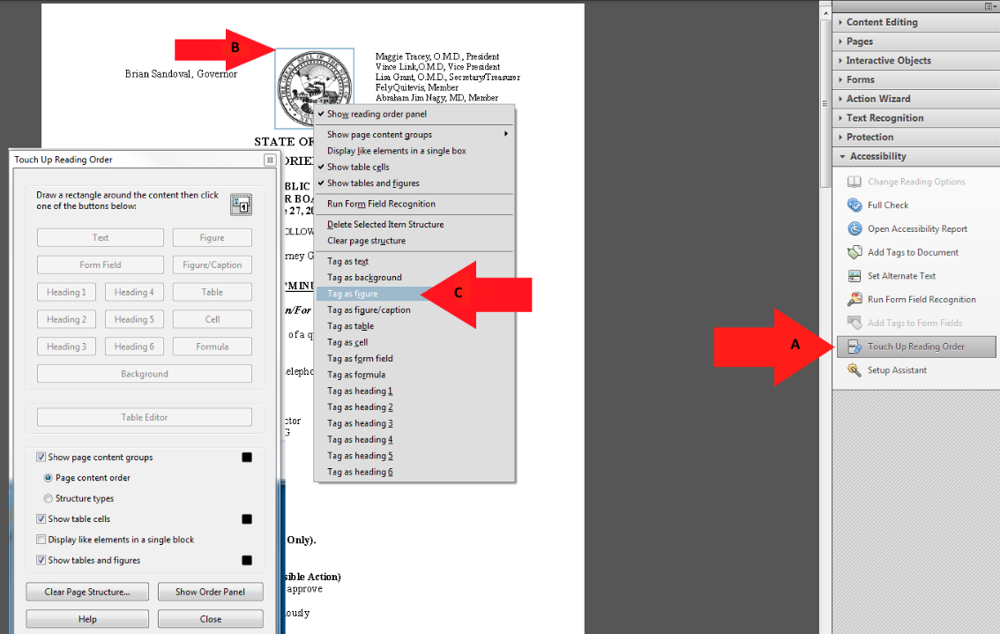 B
Brian Sandoval, Governor
THE GREAT SEAL OF THE STATE OF NEVADA
Maggie Tracey, O.M.D., President
Vince Link,O.M.D, Vice President
Lisa Grant, O.M.D., Secretary/Treasurer
FelyQuitevis, Member
Abraham Jim Nagy, MD, Member
STATE OF
ORIE
BLIC
R BOA
27, 20
OLLOW
rney G
*MINU
n/For
of a q
elepho
ctor
G
Only).
sible Action)
approve
ously
Touch Up Reading Order
Draw a rectangle around the content then click
one of the buttons below:
1
Text
Figure
Form Field
Figure/Caption
Heading 1
Heading 4
Table
Heading 2
Heading 5
Cell
Heading 3
Heading 6
Formula
Background
Table Editor
Show page content groups
Page content order
Structure types
Show table cells
Display like elements in a single block
Show tables and figures
Clear Page Structure...
Show Order Panel
Help
Close
Show reading order panel
Show page content groups
Display like elements in a single box
Show table cells
Show tables and figures
Run Form Field Recognition
Delete Selected Item Structure
Clear page structure
Tag as text
Tag as background
Tag as figure
C
Tag as figure/caption
Tag as table
Tag as cell
Tag as form field
Tag as formula
Tag as heading 1
Tag as heading 2
Tag as heading 3
Tag as heading 4
Tag as heading 5
Tag as heading 6
Content Editing
Pages
Interactive Objects
Forms
Action Wizard
Text Recognition
Protection
Accessibility
Change Reading Options
Full Check
Open Accessibility Report
Add Tags to Document
Set Alternate Text
Run Form Field Recognition
Add Tags to Form Fields
A
Touch Up Reading Order
Setup Assistant